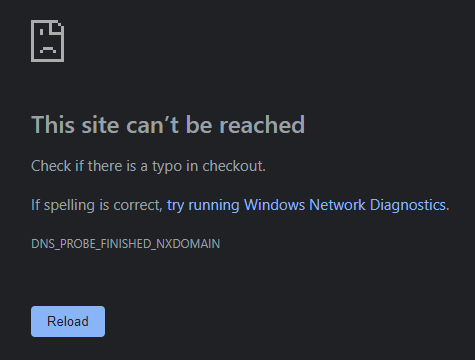 This site can’t be reached
Check if there is a typo in checkout.
If spelling is correct, try running Windows Network Diagnostics.
DNS_PROBE_FINISHED_NXDOMAIN
Reload